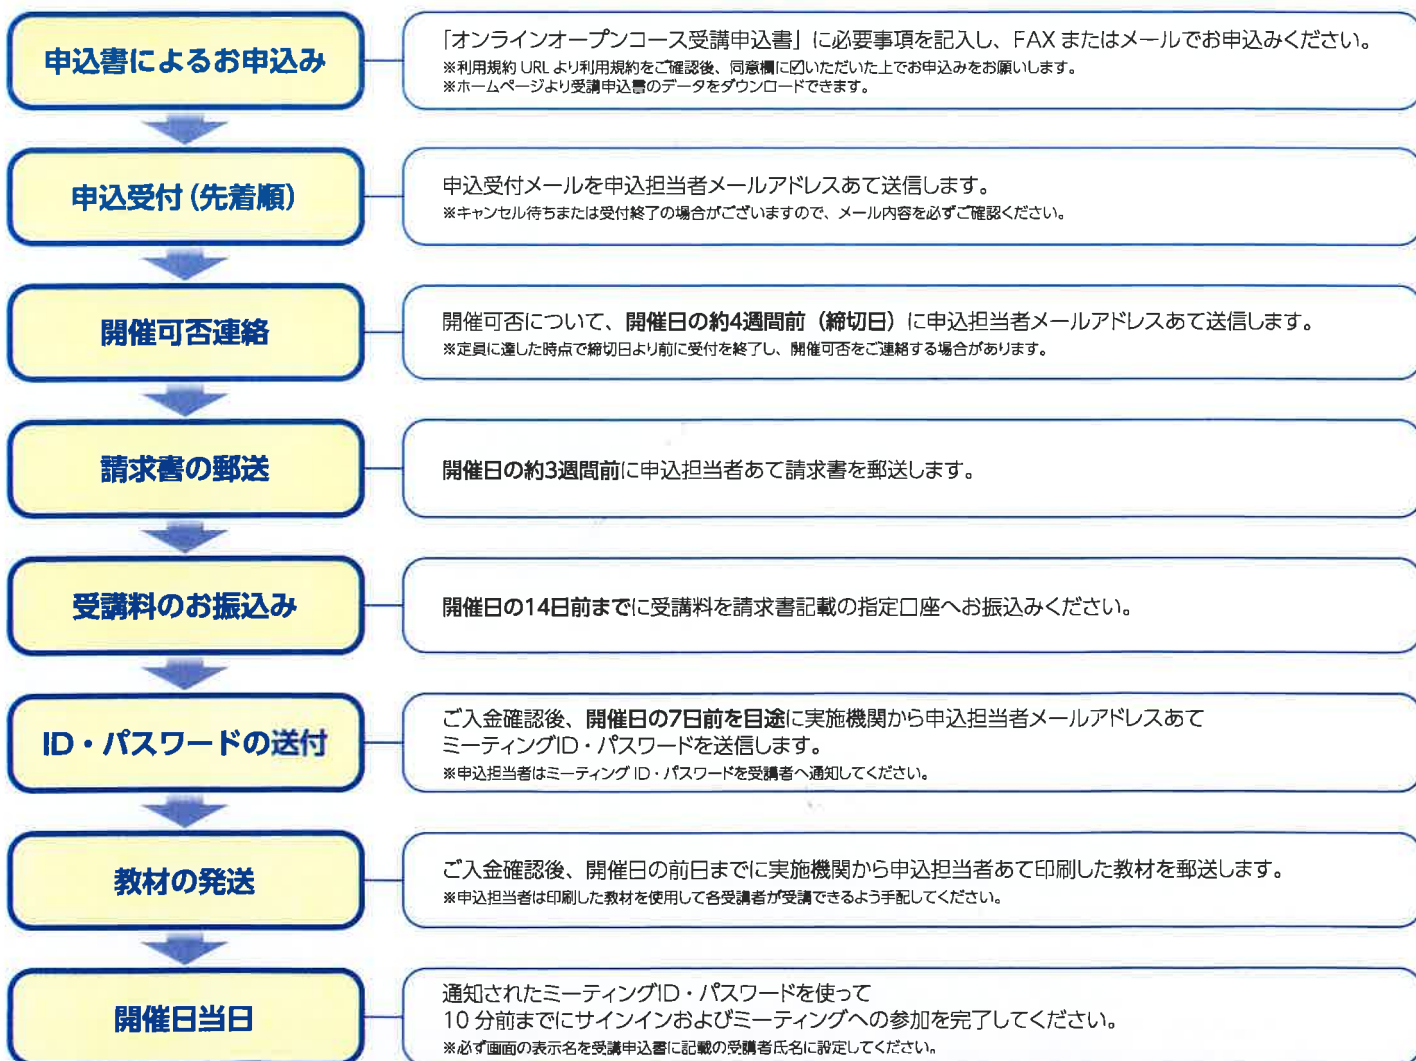 申込書によるお申込み
「オンラインオープンコース受講申込書」に必要事項を記入し、FAX またはメールでお申込みください。
※利用規約 URL より利用規約をご確認後、同意欄に☑いただいた上でお申込みをお願いします。
※ホームページより受講申込書のデータをダウンロードできます。
申込受付（先着順）
申込受付メールを申込担当者メールアドレスあて送信します。
※キャンセル待ちまたは受付終了の場合がございますので、メール内容を必ずご確認ください。
開催可否連絡
開催可否について、開催日の約4週間前（締切日）に申込担当者メールアドレスあて送信します。
※定員に達した時点で締切日より前に受付を終了し、開催可否をご連絡する場合があります。
請求書の郵送
開催日の約3週間前に申込担当者あて請求書を郵送します。
受講料のお振込み
開催日の14日前までに受講料を請求書記載の指定口座へお振込みください。
ID・パスワードの送付
ご入金確認後、開催日の7日前を目途に実施機関から申込担当者メールアドレスあて
ミーティングID・パスワードを送信します。
※申込担当者はミーティング ID・パスワードを受講者へ通知してください。
教材の発送
ご入金確認後、開催日の前日までに実施機関から申込担当者あて印刷した教材を郵送します。
※申込担当者は印刷した教材を使用して各受講者が受講できるよう手配してください。
開催日当日
通知されたミーティングID・パスワードを使って
10 分前までにサインインおよびミーティングへの参加を完了してください。
※必ず画面の表示名を受講申込書に記載の受講者氏名に設定してください。